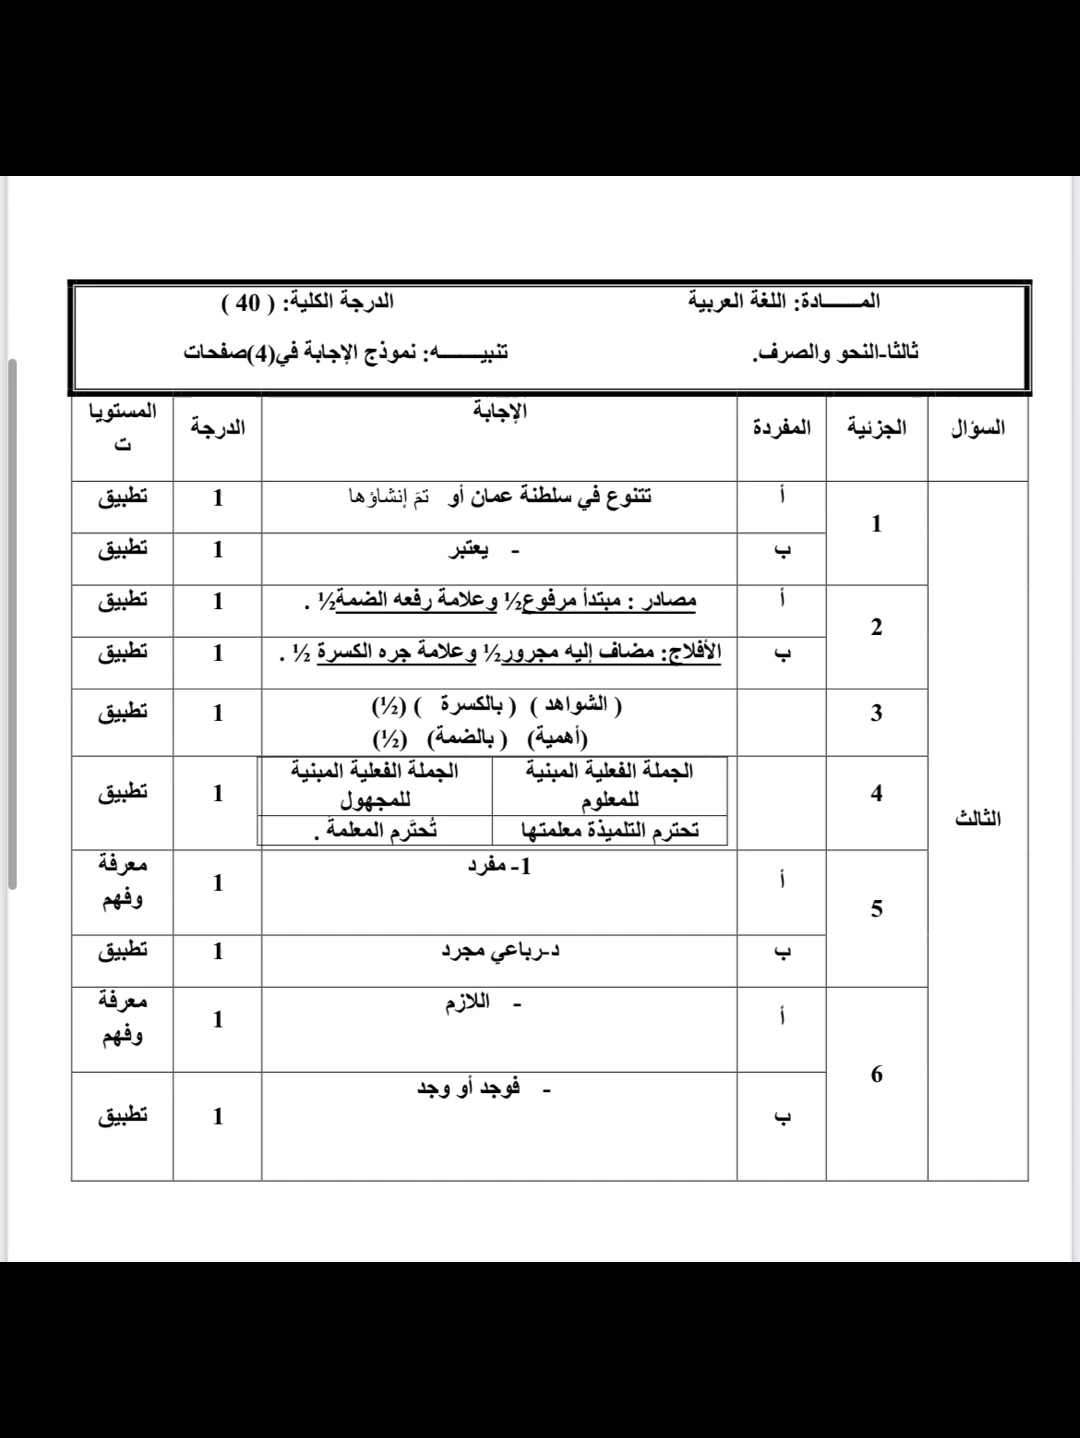 المــــــادة: اللغة العربية الدرجة الكلية: ( 40 )
ثالثا-النحو والصرف. تنبيــــــه: نموذج الإجابة في(4)صفحات
السؤال الجزئية المفردة الإجابة الدرجة المستويات
الثالث
1 أ تتنوع في سلطنة عمان أو تمَ إنشاؤها 1 تطبيق
ب - يعتبر 1 تطبيق
2 أ مصادر : مبتدأ مرفوع½ وعلامة رفعه الضمة½ . 1 تطبيق
ب الأفلاج: مضاف إليه مجرور½ وعلامة جره الكسرة ½ . 1 تطبيق
3 ( الشواهد ) ( بالكسرة ) (½) 1 تطبيق
(أهمية) ( بالضمة) (½)
4 الجملة الفعلية المبنية للمعلوم الجملة الفعلية المبنية للمجهول 1 تطبيق
تحترم التلميذة معلمتها تُحتَرم المعلمةَ .
5 أ 1- مفرد 1 معرفة وفهم
ب د-رباعي مجرد 1 تطبيق
6 أ - اللازم 1 معرفة وفهم
ب - فوجد أو وجد 1 تطبيق